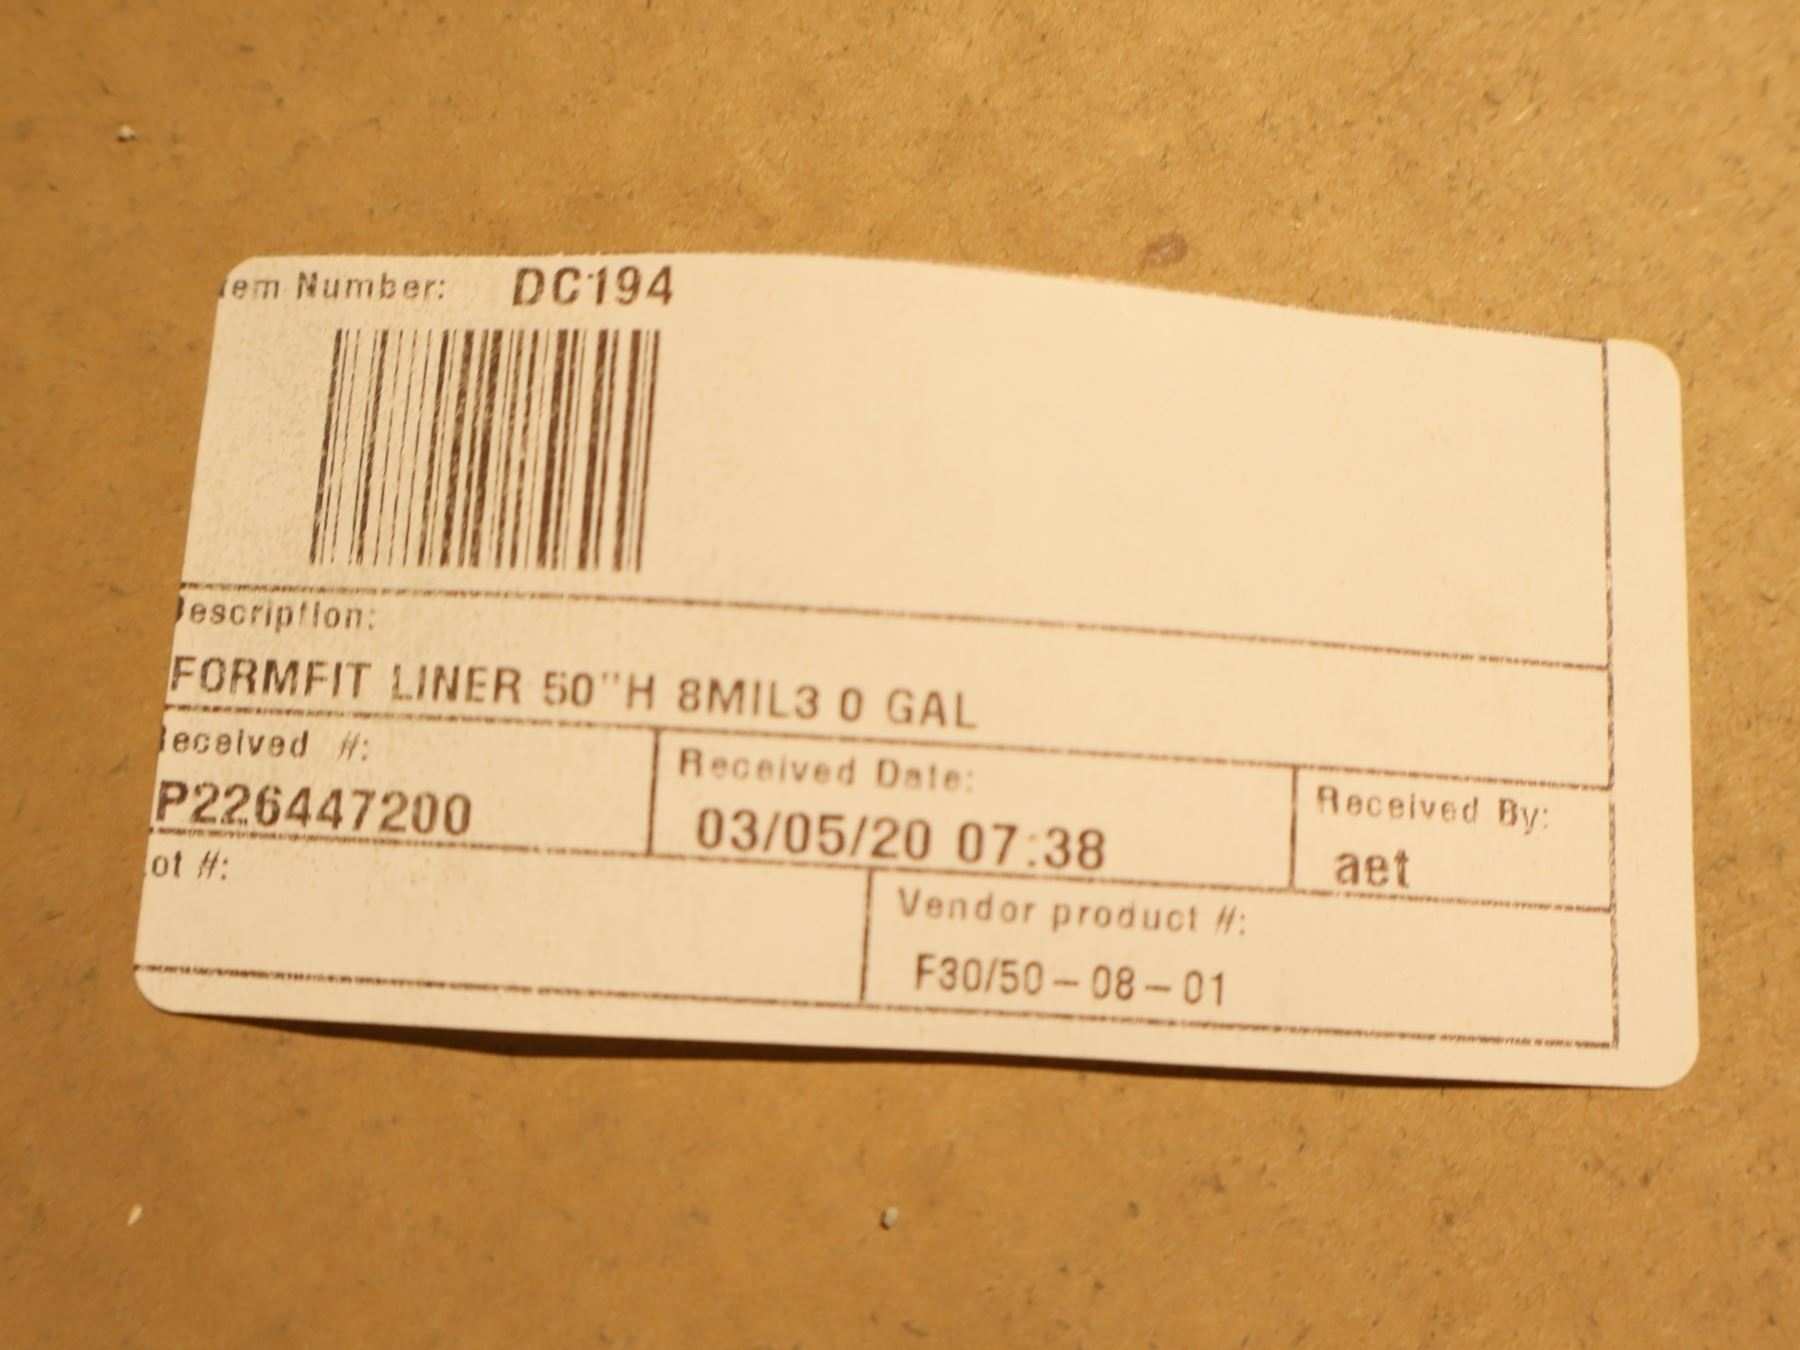 em Number: DC194
escription:
FORMFIT LINER 50"H 8MIL3 0 GAL
eceived #:
P226447200
Received Date:
03/05/20 07:38
Received By:
aet
ot #:
Vendor product #:
F30/50-08-01